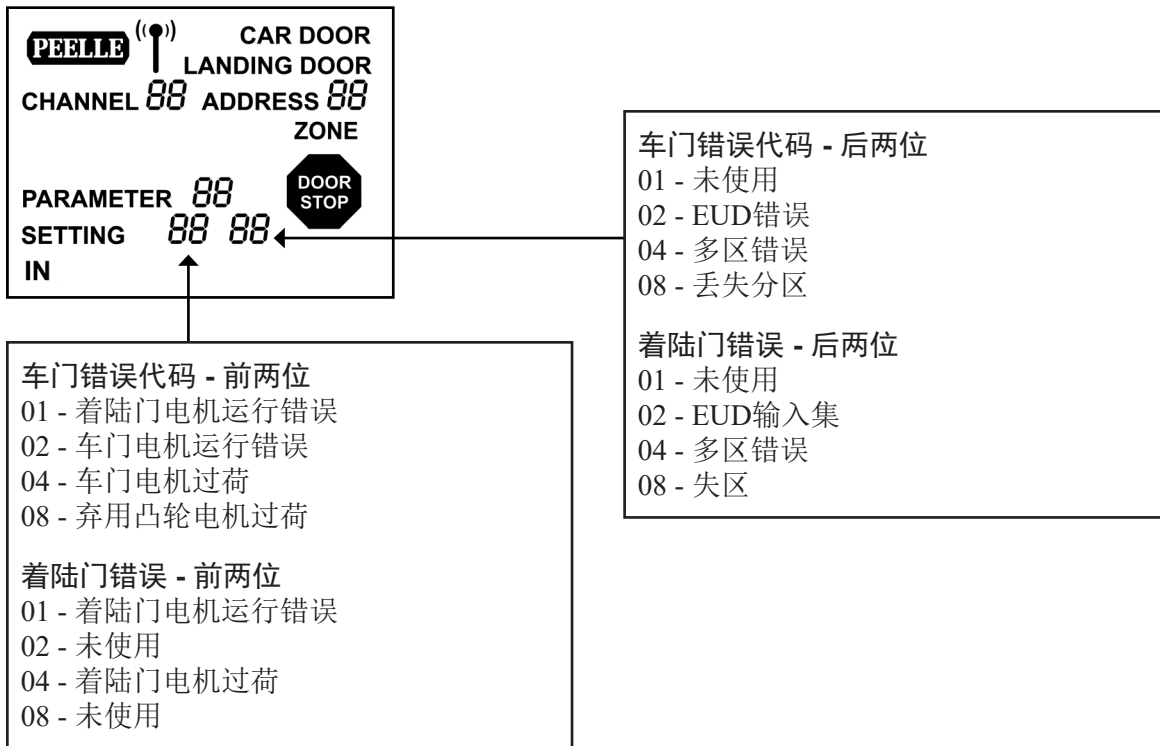 PEELLE
CAR DOOR
LANDING DOOR
CHANNEL 88 ADDRESS 88
ZONE
PARAMETER 88
DOOR
STOP
SETTING 88 88
IN
车门错误代码 - 后两位
01 - 未使用
02 - EUD错误
04 - 多区错误
08 - 丢失分区
着陆门错误 - 后两位
01 - 未使用
02 - EUD输入集
04 - 多区错误
08 - 失区
车门错误代码 - 前两位
01 - 着陆门电机运行错误
02 - 车门电机运行错误
04 - 车门电机过荷
08 - 弃用凸轮电机过荷
着陆门错误 - 前两位
01 - 着陆门电机运行错误
02 - 未使用
04 - 着陆门电机过荷
08 - 未使用